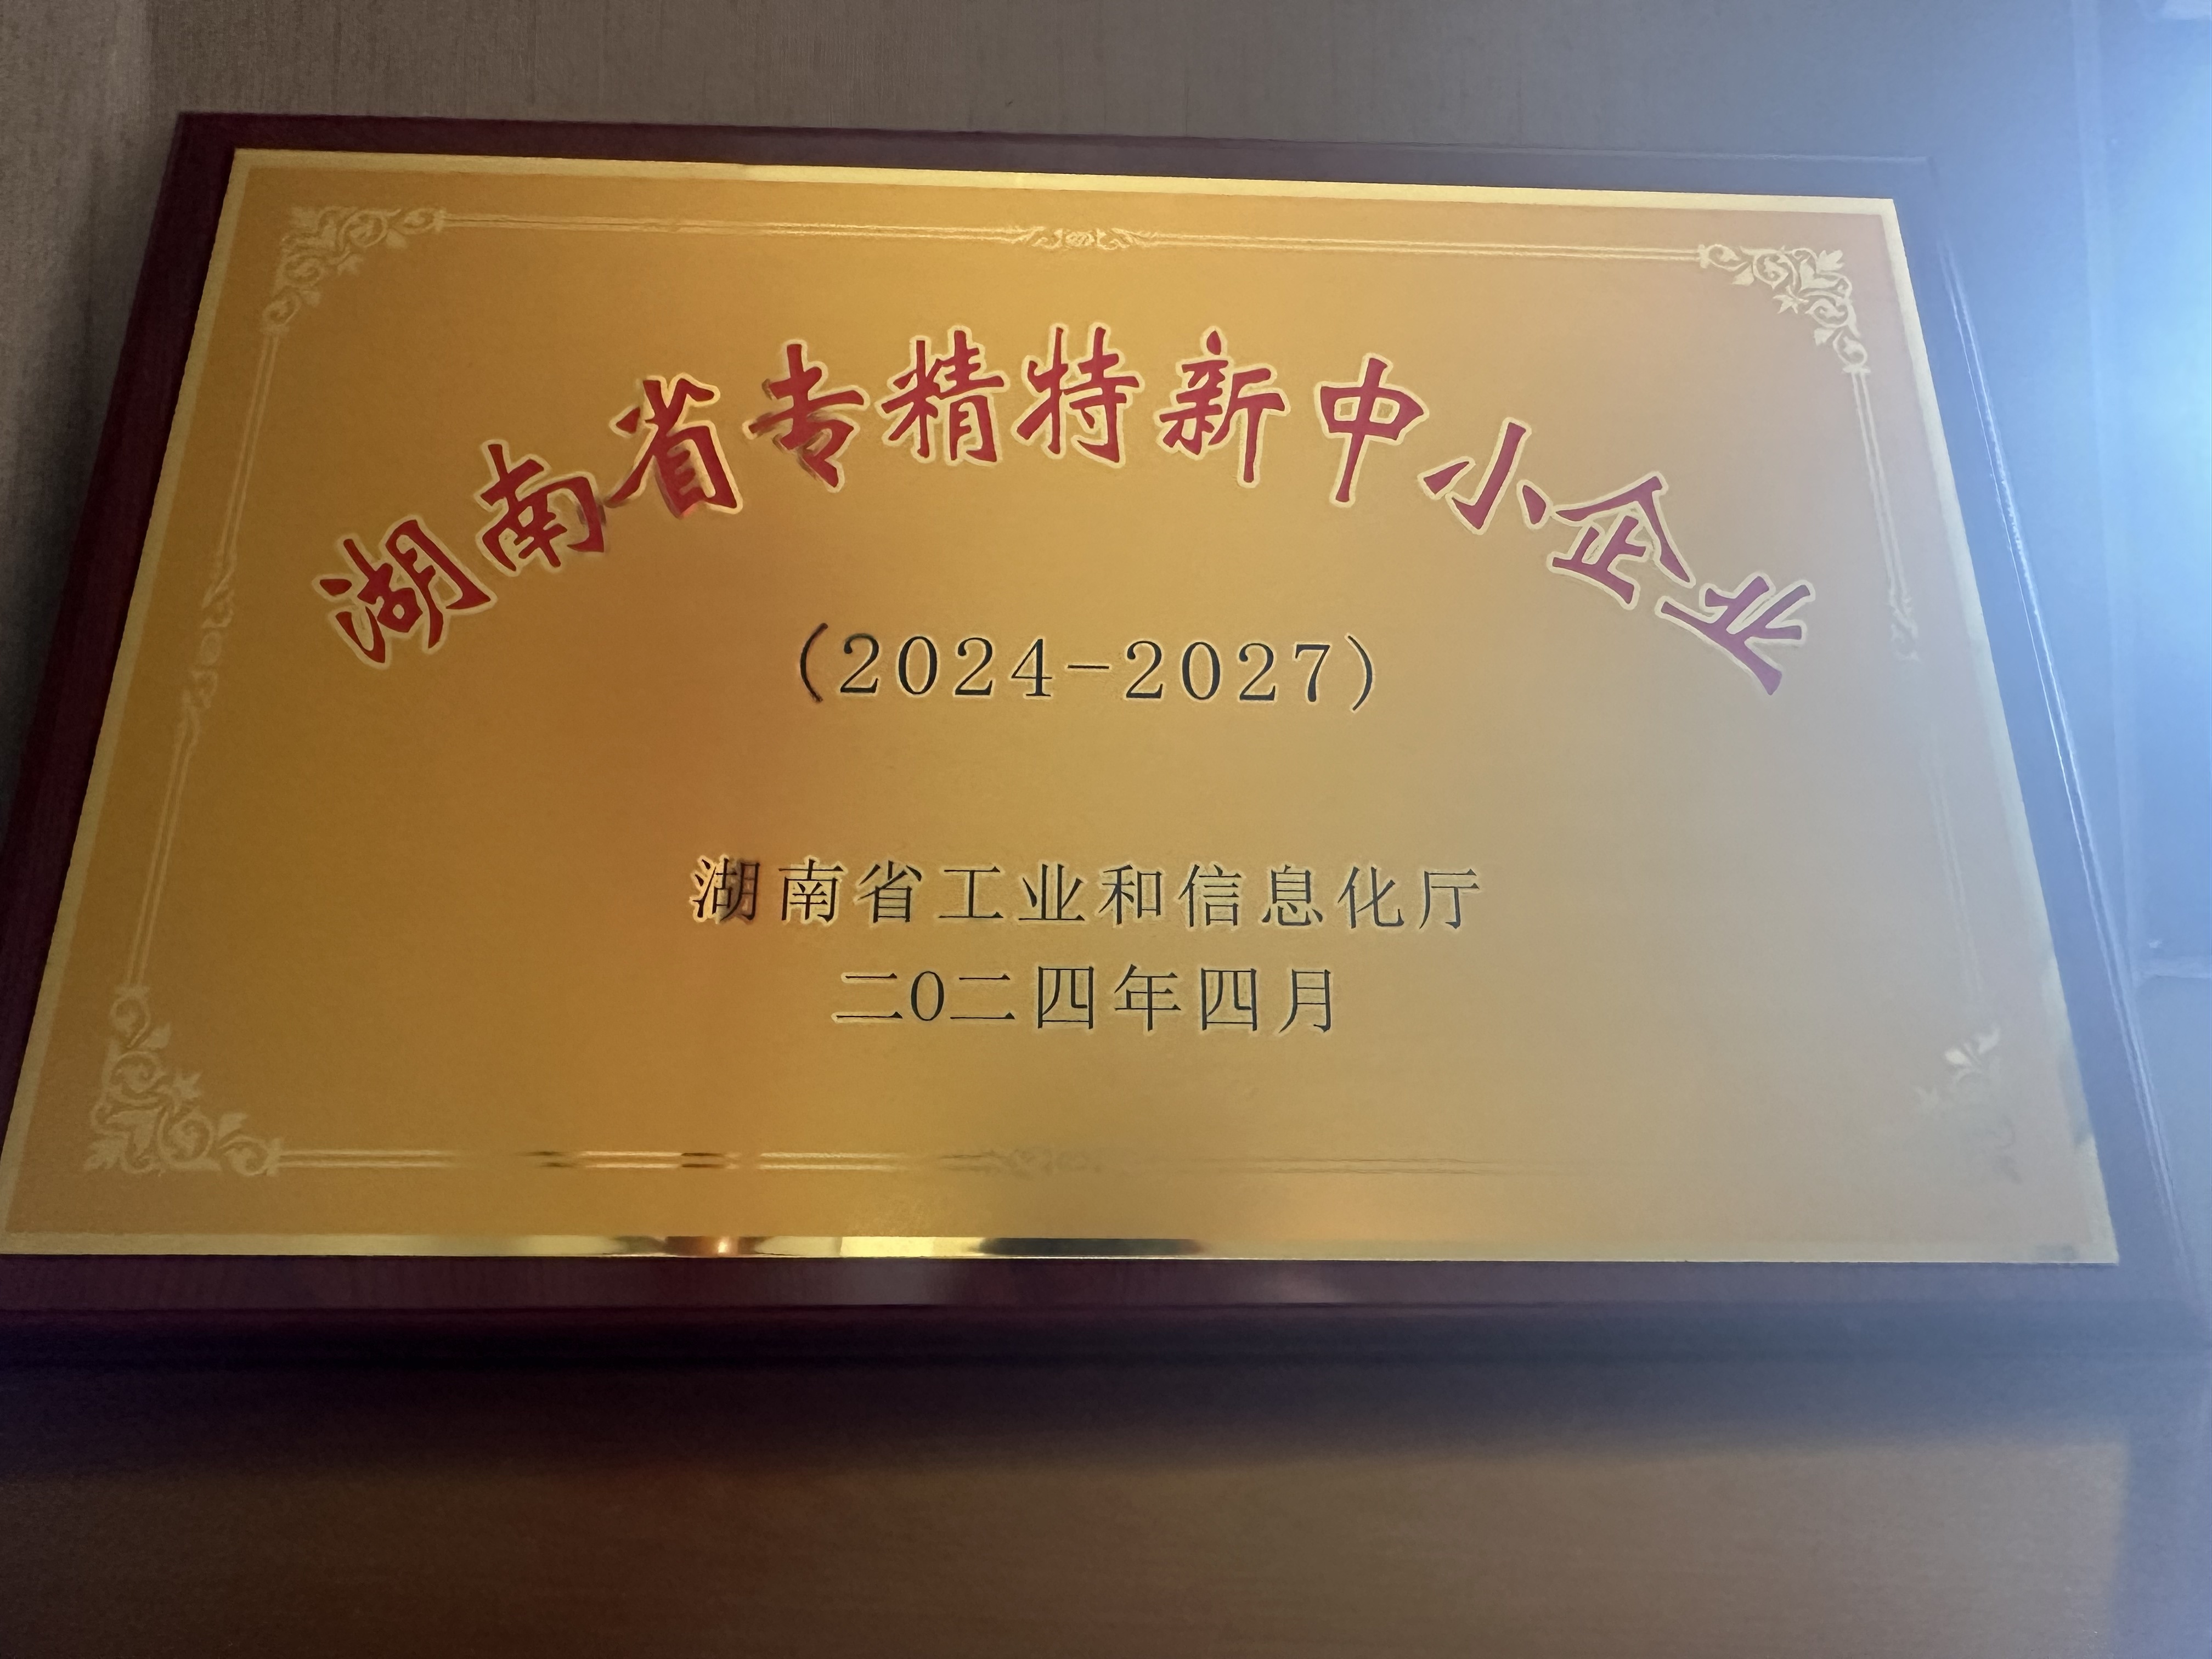 湖南省专精特新中小企业
(2024-2027)
湖南省工业和信息化厅
二0二四年四月